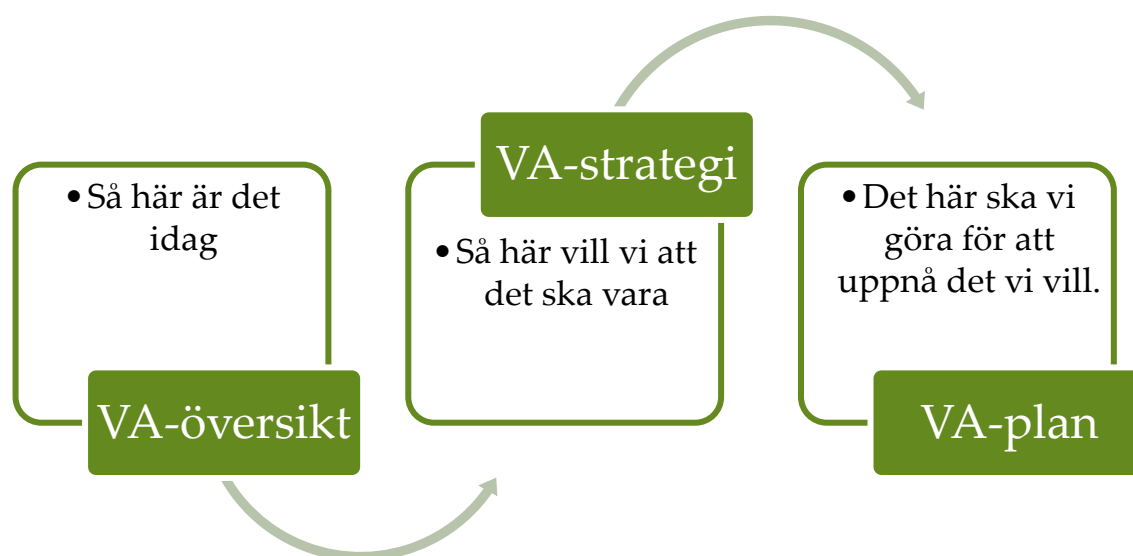 • Så här är det
idag
VA-översikt
VA-strategi
• Så här vill vi att
det ska vara
• Det här ska vi
göra för att
uppnå det vi vill.
VA-plan